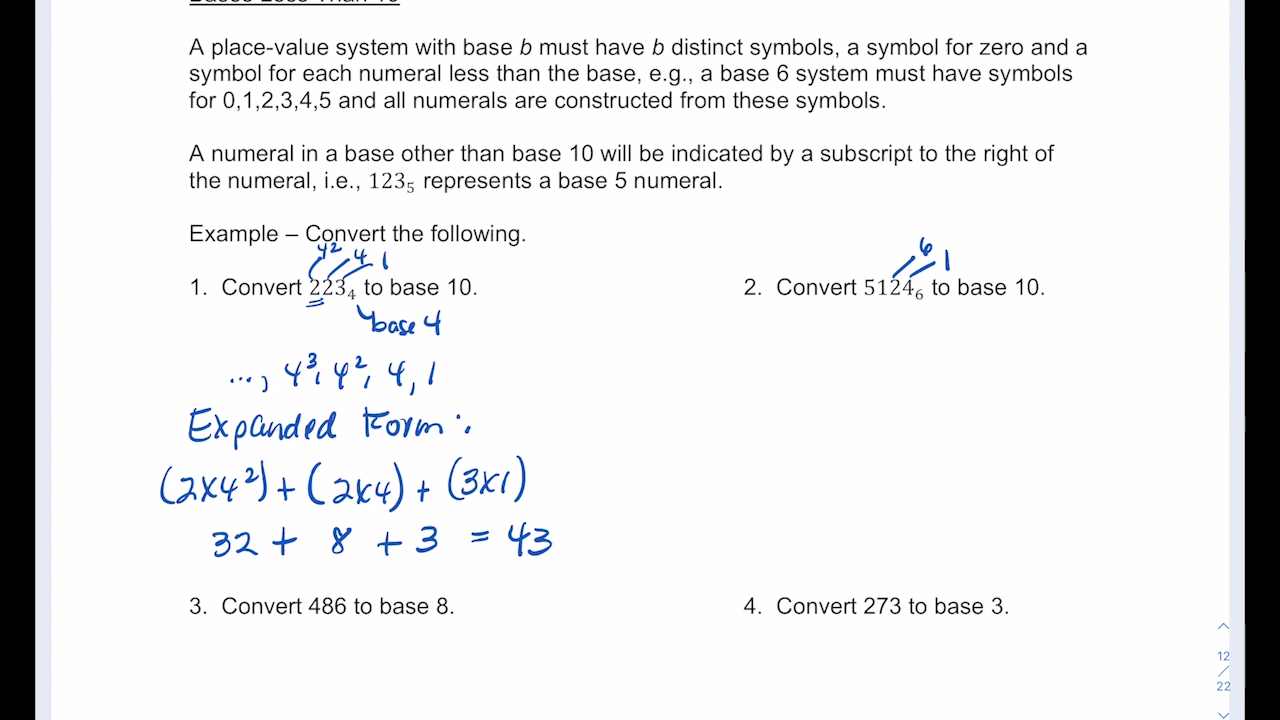 Bases Less Than 10
A place-value system with base b must have b distinct symbols, a symbol for zero and a
symbol for each numeral less than the base, e.g., a base 6 system must have symbols
for 0,1,2,3,4,5 and all numerals are constructed from these symbols.
A numeral in a base other than base 10 will be indicated by a subscript to the right of
the numeral, i.e., 123₅ represents a base 5 numeral.
Example – Convert the following.
4² 4 1
6 1
1. Convert 223₄ to base 10.
2. Convert 5124₆ to base 10.
base 4
..., 4³, 4², 4, 1
Expanded Form:
(2×4²) + (2×4) + (3×1)
32 + 8 + 3 = 43
3. Convert 486 to base 8.
4. Convert 273 to base 3.
12
/
22